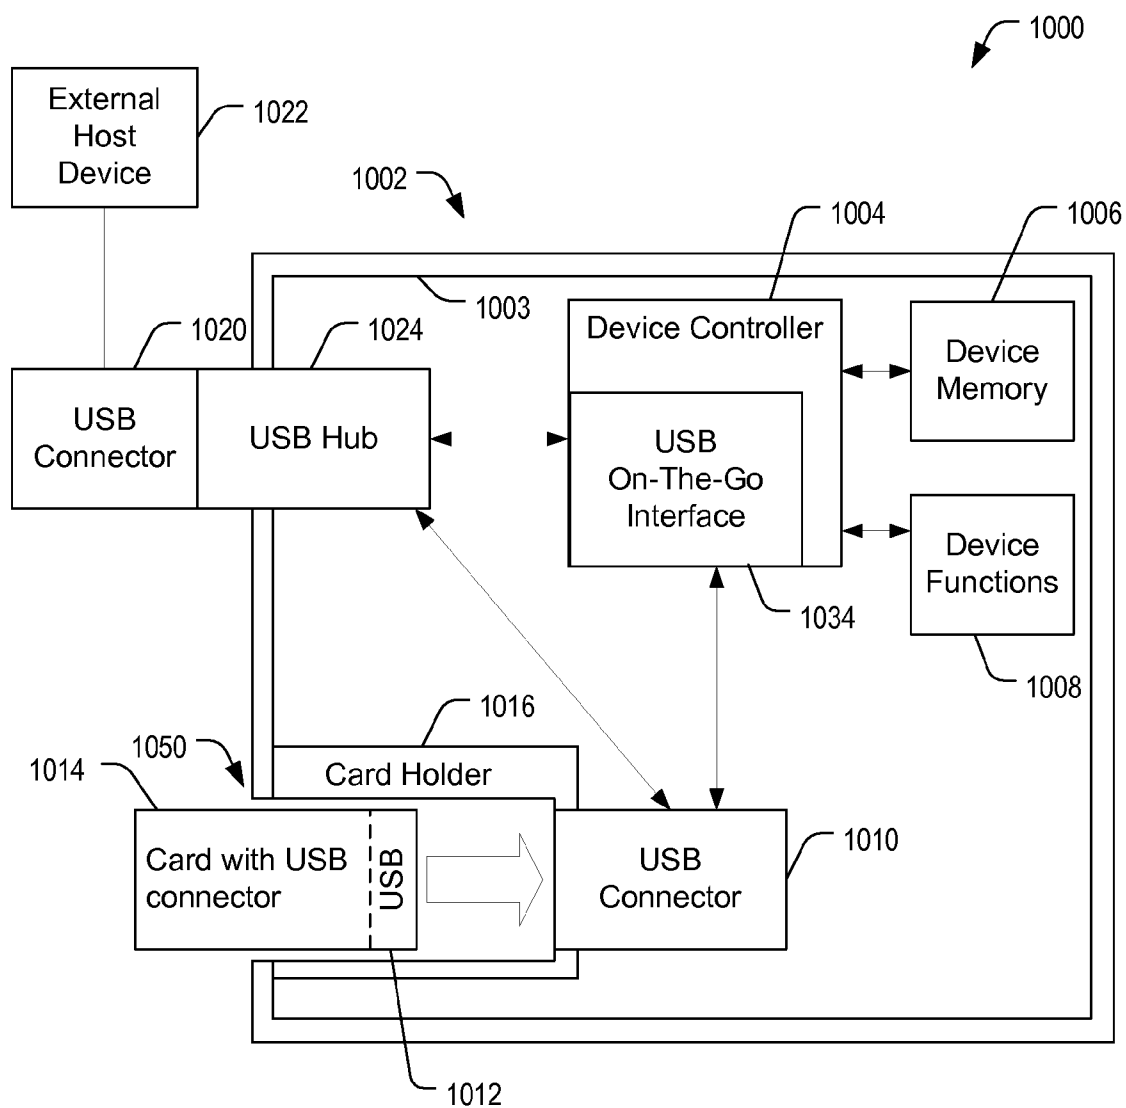 1000
External
Host
Device
1022
1002
1004
1006
1003
1020
1024
Device Controller
Device
Memory
USB
Connector
USB Hub
USB
On-The-Go
Interface
Device
Functions
1034
1008
1016
1050
1014
Card Holder
Card with USB
connector
USB
USB
Connector
1010
1012